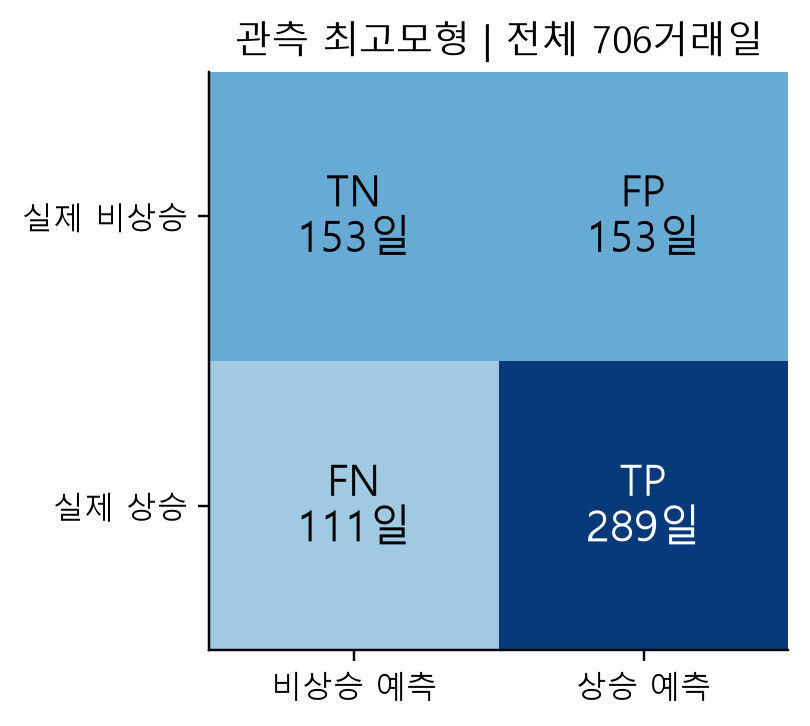 관측 최고모형 | 전체 706거래일
실제 비상승
TN
153일
FP
153일
실제 상승
FN
111일
TP
289일
비상승 예측
상승 예측